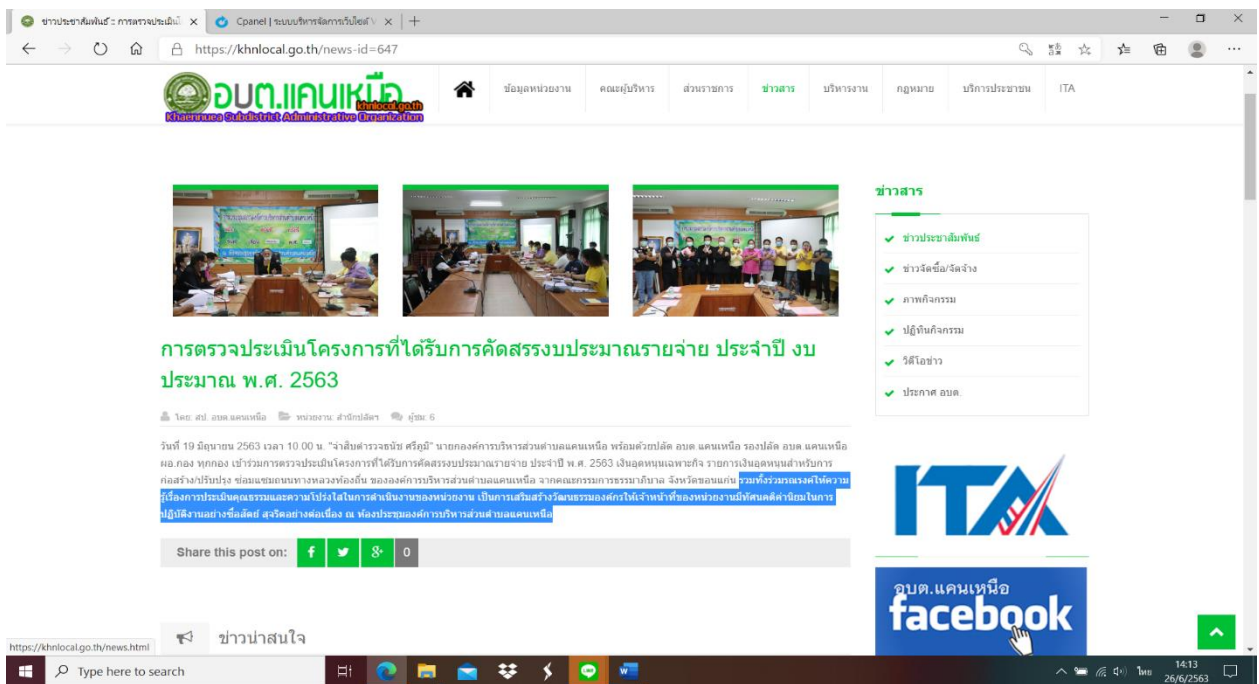 ข่าวประชาสัมพันธ์ :: การตรวจประเมินโ
Cpanel | ระบบบริหารจัดการเว็บไซต์ V
https://khnlocal.go.th/news-id=647
อบต.แคนเหนือ
khnlocal.go.th
Khaennuea Subdistrict Administrative Organization
ข้อมูลหน่วยงาน คณะผู้บริหาร ส่วนราชการ ข่าวสาร บริหารงาน กฎหมาย บริการประชาชน ITA
การตรวจประเมินโครงการที่ได้รับการคัดสรรงบประมาณรายจ่าย ประจำปี งบ
ประมาณ พ.ศ. 2563
โดย: สป. อบต.แคนเหนือ หน่วยงาน: สำนักปลัดฯ ผู้ชม: 6
วันที่ 19 มิถุนายน 2563 เวลา 10.00 น. "จ่าสิบตำรวจธนัช ศรีภูมิ" นายกองค์การบริหารส่วนตำบลแคนเหนือ พร้อมด้วยปลัด อบต.แคนเหนือ รองปลัด อบต.แคนเหนือ
ผอ.กอง ทุกกอง เข้าร่วมการตรวจประเมินโครงการที่ได้รับการคัดสรรงบประมาณรายจ่าย ประจำปี พ.ศ. 2563 เงินอุดหนุนเฉพาะกิจ รายการเงินอุดหนุนสำหรับการ
ก่อสร้าง/ปรับปรุง ซ่อมแซมถนนทางหลวงท้องถิ่น ขององค์การบริหารส่วนตำบลแคนเหนือ จากคณะกรรมการธรรมาภิบาล จังหวัดขอนแก่น รวมทั้งร่วมรณรงค์ให้ความ
รู้เรื่องการประเมินคุณธรรมและความโปร่งใสในการดำเนินงานของหน่วยงาน เป็นการเสริมสร้างวัฒนธรรมองค์กรให้เจ้าหน้าที่ของหน่วยงานมีทัศนคติค่านิยมในการ
ปฏิบัติงานอย่างซื่อสัตย์ สุจริตอย่างต่อเนื่อง ณ ห้องประชุมองค์การบริหารส่วนตำบลแคนเหนือ
Share this post on: 0
ข่าวน่าสนใจ
ข่าวสาร
ข่าวประชาสัมพันธ์
ข่าวจัดซื้อ/จัดจ้าง
ภาพกิจกรรม
ปฏิทินกิจกรรม
วิดีโอข่าว
ประกาศ อบต.
ITA
อบต.แคนเหนือ
facebook
https://khnlocal.go.th/news.html
Type here to search
ไทย
14:13
26/6/2563